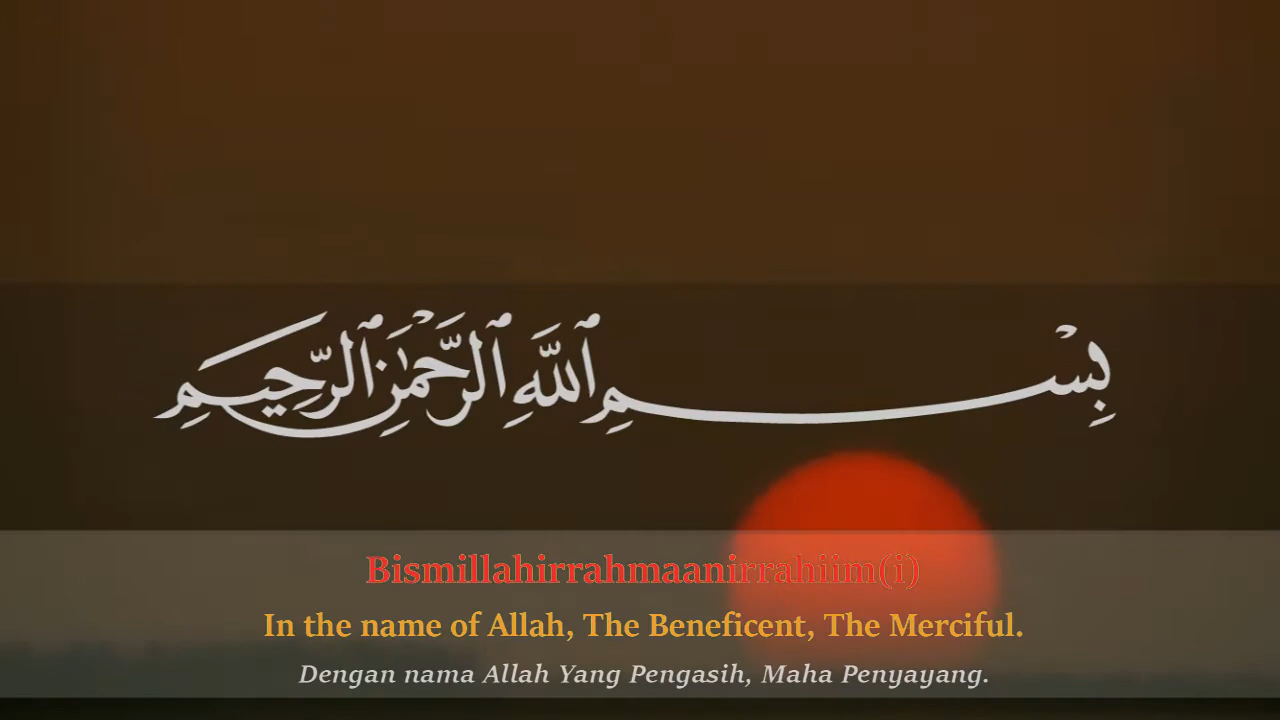 بِسْمِ ٱللَّهِ ٱلرَّحْمَٰنِ ٱلرَّحِيمِ
Bismillahirrahmaanirrahiim(i)
In the name of Allah, The Beneficent, The Merciful.
Dengan nama Allah Yang Pengasih, Maha Penyayang.